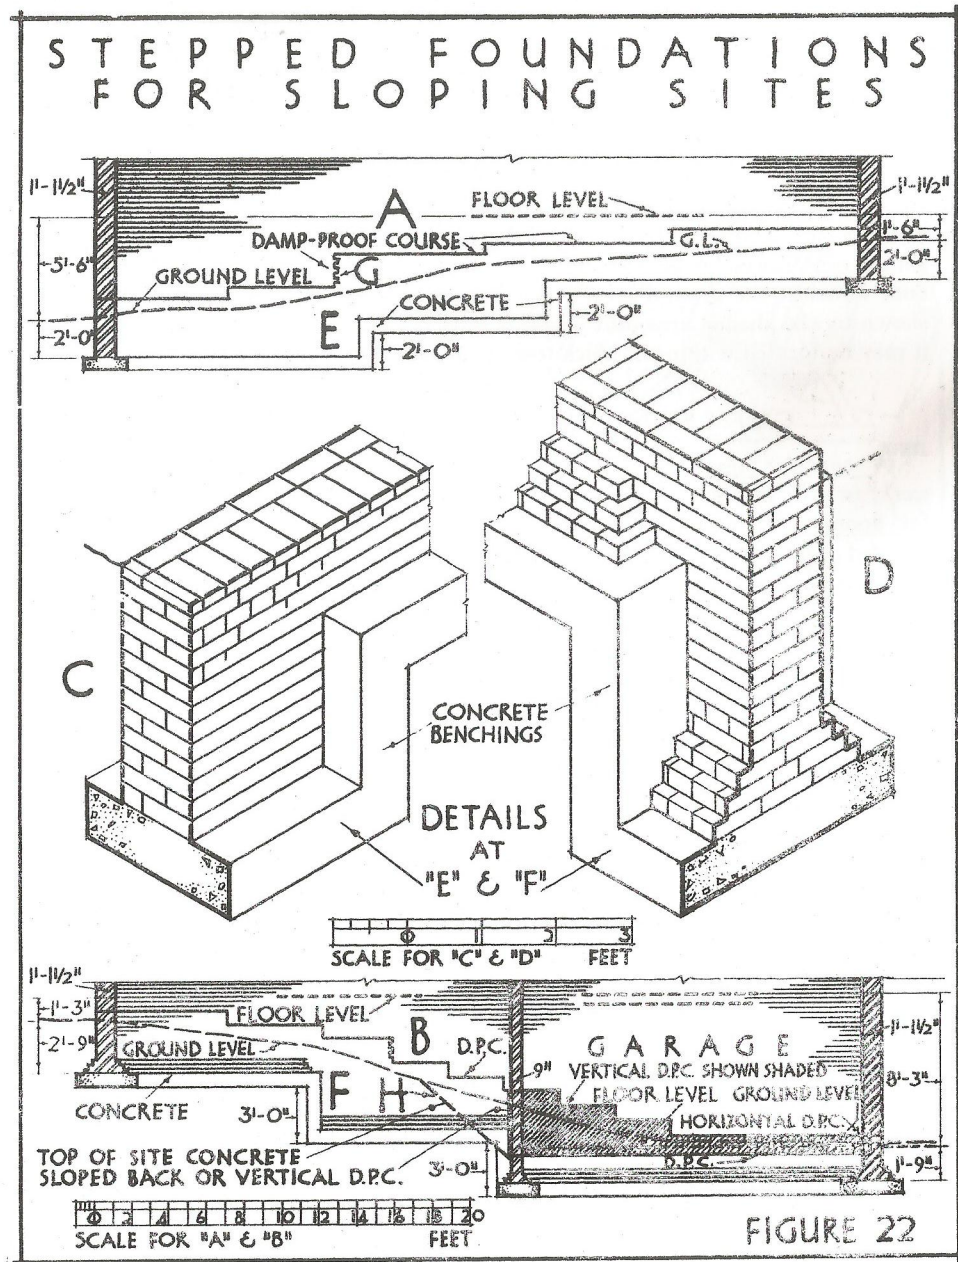 STEPPED FOUNDATIONS
FOR SLOPING SITES
1'-1½"
1'-1½"
A
FLOOR LEVEL
1'-6"
DAMP-PROOF COURSE
G.L.
5'-6"
GROUND LEVEL
G
2'-0"
CONCRETE
2'-0"
E
2'-0"
2'-0"
D
C
CONCRETE
BENCHINGS
DETAILS
AT
"E" & "F"
0 1 2 3
SCALE FOR "C" & "D" FEET
1'-1½"
1'-3"
FLOOR LEVEL
B
1'-1½"
2'-9"
GROUND LEVEL
D.P.C.
GARAGE
9"
VERTICAL D.P.C. SHOWN SHADED
8'-3"
F H
FLOOR LEVEL GROUND LEVEL
CONCRETE
3'-0"
HORIZONTAL D.P.C.
TOP OF SITE CONCRETE
D.P.C.
SLOPED BACK OR VERTICAL D.P.C.
3'-0"
1'-9"
0 2 4 6 8 10 12 14 16 18 20
SCALE FOR "A" & "B" FEET
FIGURE 22